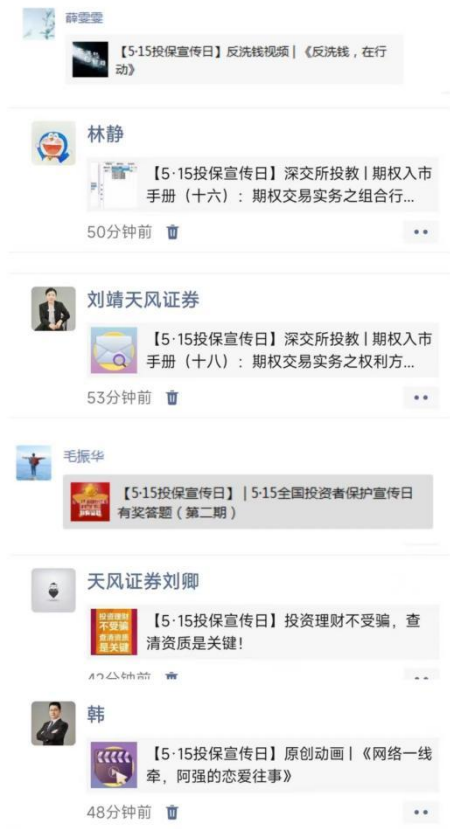 薛雯雯
【5·15投保宣传日】反洗钱视频 | 《反洗钱，在行
动》
林静
【5·15投保宣传日】深交所投教 | 期权入市
手册（十六）：期权交易实务之组合行...
50分钟前
刘靖天风证券
【5·15投保宣传日】深交所投教 | 期权入市
手册（十八）：期权交易实务之权利方...
53分钟前
毛振华
【5·15投保宣传日】 | 5·15全国投资者保护宣传日
有奖答题（第二期）
天风证券刘卿
投资理财
不受骗
查清资质
是关键
【5·15投保宣传日】投资理财不受骗，查
清资质是关键！
42分钟前
韩
【5·15投保宣传日】原创动画 | 《网络一线
牵，阿强的恋爱往事》
48分钟前